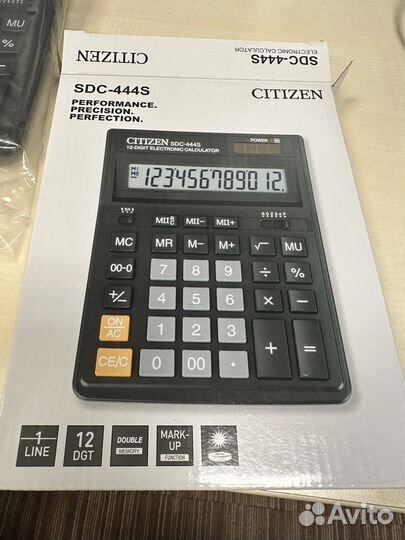 MU
%
CITIZEN
ELECTRONIC CALCULATOR
SDC-444S
SDC-444S
CITIZEN
PERFORMANCE.
PRECISION.
PERFECTION.
CITIZEN SDC-444S
12-DIGIT ELECTRONIC CALCULATOR
POWER
MI
MII
123456789012.
MII C/R MII– MII+
MC MR M– M+ √ MU
00→0 7 8 9 ÷ %
+/– 4 5 6 × –
ON/AC 1 2 3 + =
CE/C 0 00 •
1
LINE
12
DGT
DOUBLE
MEMORY
MARK-
UP
FUNCTION
Avito